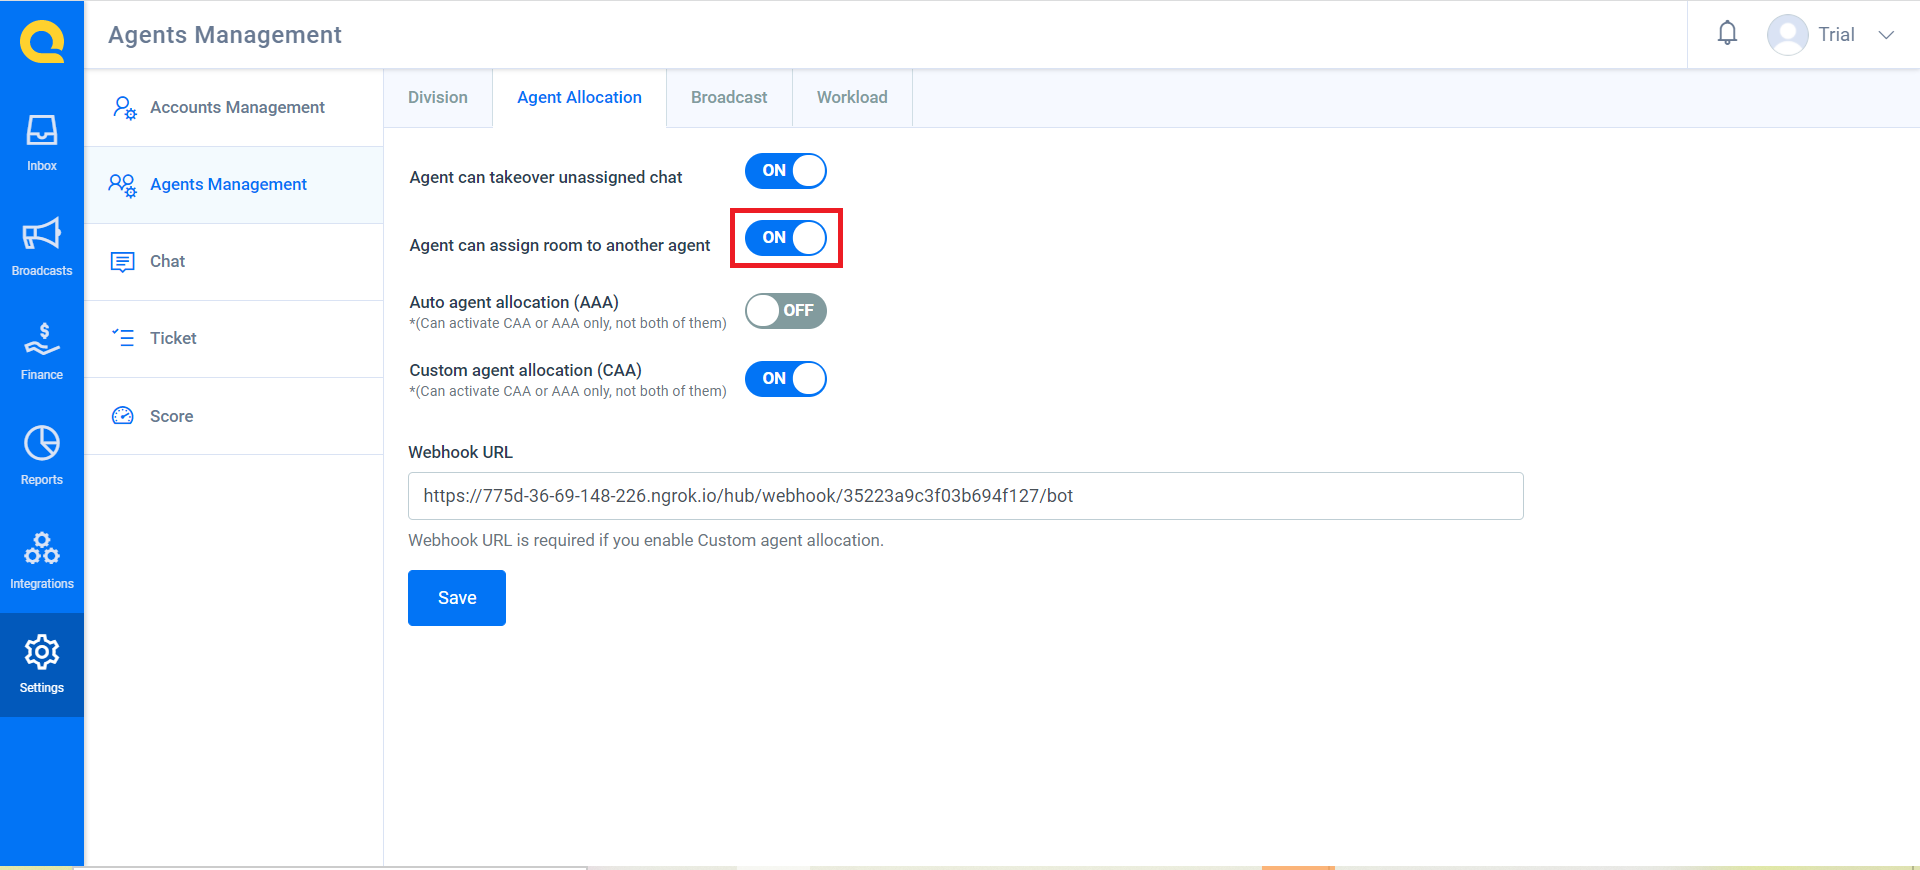 Agents Management
Trial
Inbox
Broadcasts
Finance
Reports
Integrations
Settings
Accounts Management
Agents Management
Chat
Ticket
Score
Division
Agent Allocation
Broadcast
Workload
Agent can takeover unassigned chat
ON
Agent can assign room to another agent
ON
Auto agent allocation (AAA)
*(Can activate CAA or AAA only, not both of them)
OFF
Custom agent allocation (CAA)
*(Can activate CAA or AAA only, not both of them)
ON
Webhook URL
https://775d-36-69-148-226.ngrok.io/hub/webhook/35223a9c3f03b694f127/bot
Webhook URL is required if you enable Custom agent allocation.
Save